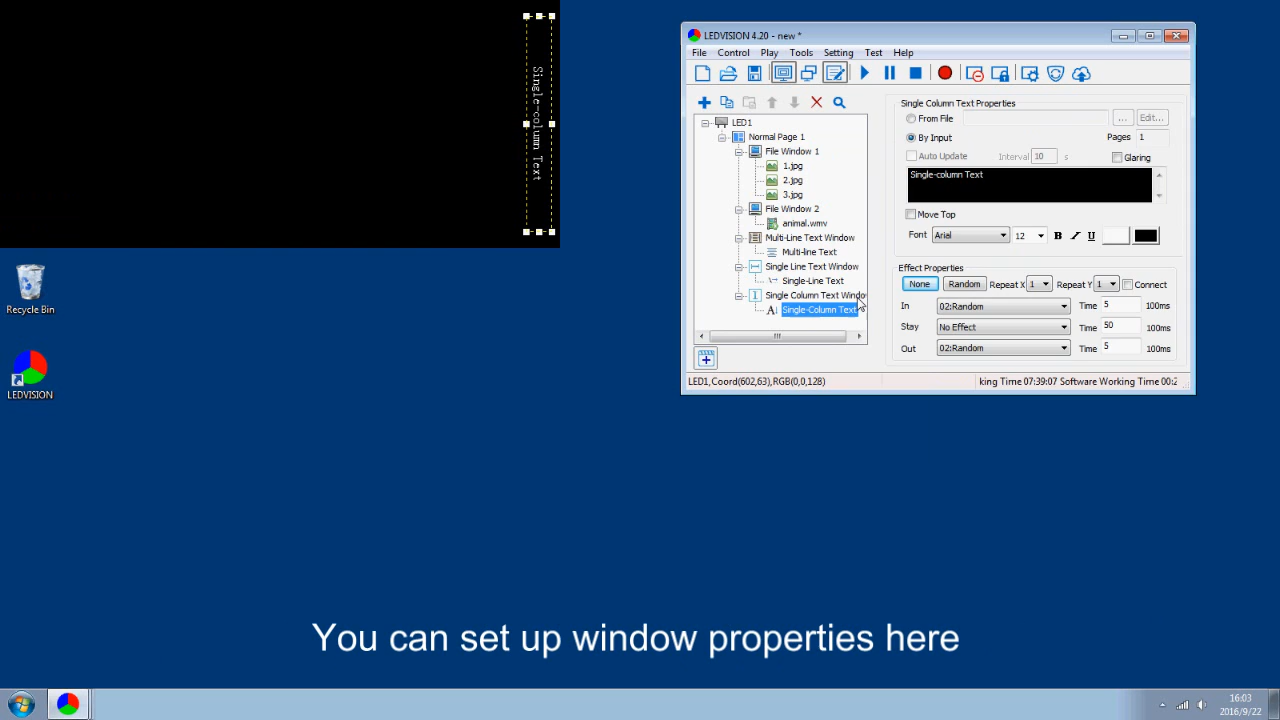 Single-column Text
Recycle Bin
LEDVISION
LEDVISION 4.20 - new *
File Control Play Tools Setting Test Help
LED1
Normal Page 1
File Window 1
1.jpg
2.jpg
3.jpg
File Window 2
animal.wmv
Multi-Line Text Window
Multi-line Text
Single Line Text Window
Single-Line Text
Single Column Text Windo
Single-Column Text
Single Column Text Properties
From File ... Edit...
By Input Pages 1
Auto Update Interval 10 s Glaring
Single-column Text
Move Top
Font Arial 12 B I U
Effect Properties
None Random Repeat X 1 Repeat Y 1 Connect
In 02:Random Time 5 100ms
Stay No Effect Time 50 100ms
Out 02:Random Time 5 100ms
LED1,Coord(602,63),RGB(0,0,128) king Time 07:39:07 Software Working Time 00:2
You can set up window properties here
16:03
2016/9/22